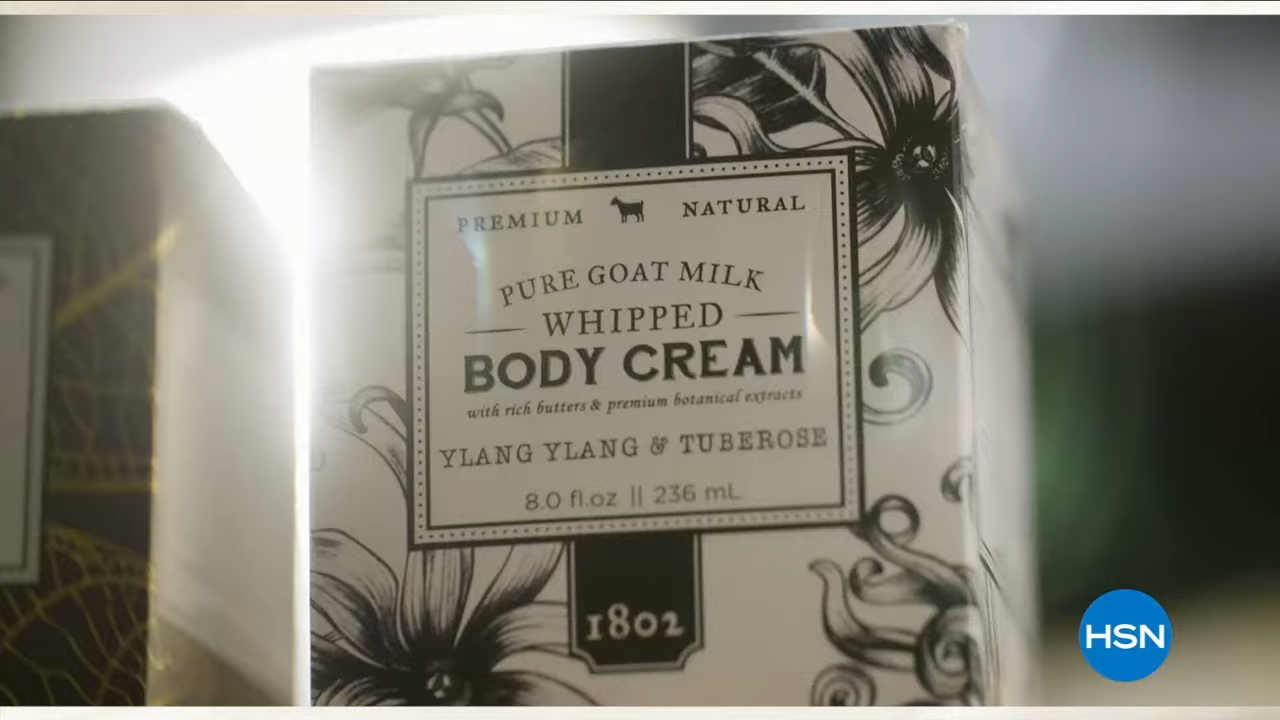 PREMIUM NATURAL
PURE GOAT MILK
WHIPPED
BODY CREAM
with rich butters & premium botanical extracts
YLANG YLANG & TUBEROSE
8.0 fl.oz || 236 mL
1802
HSN